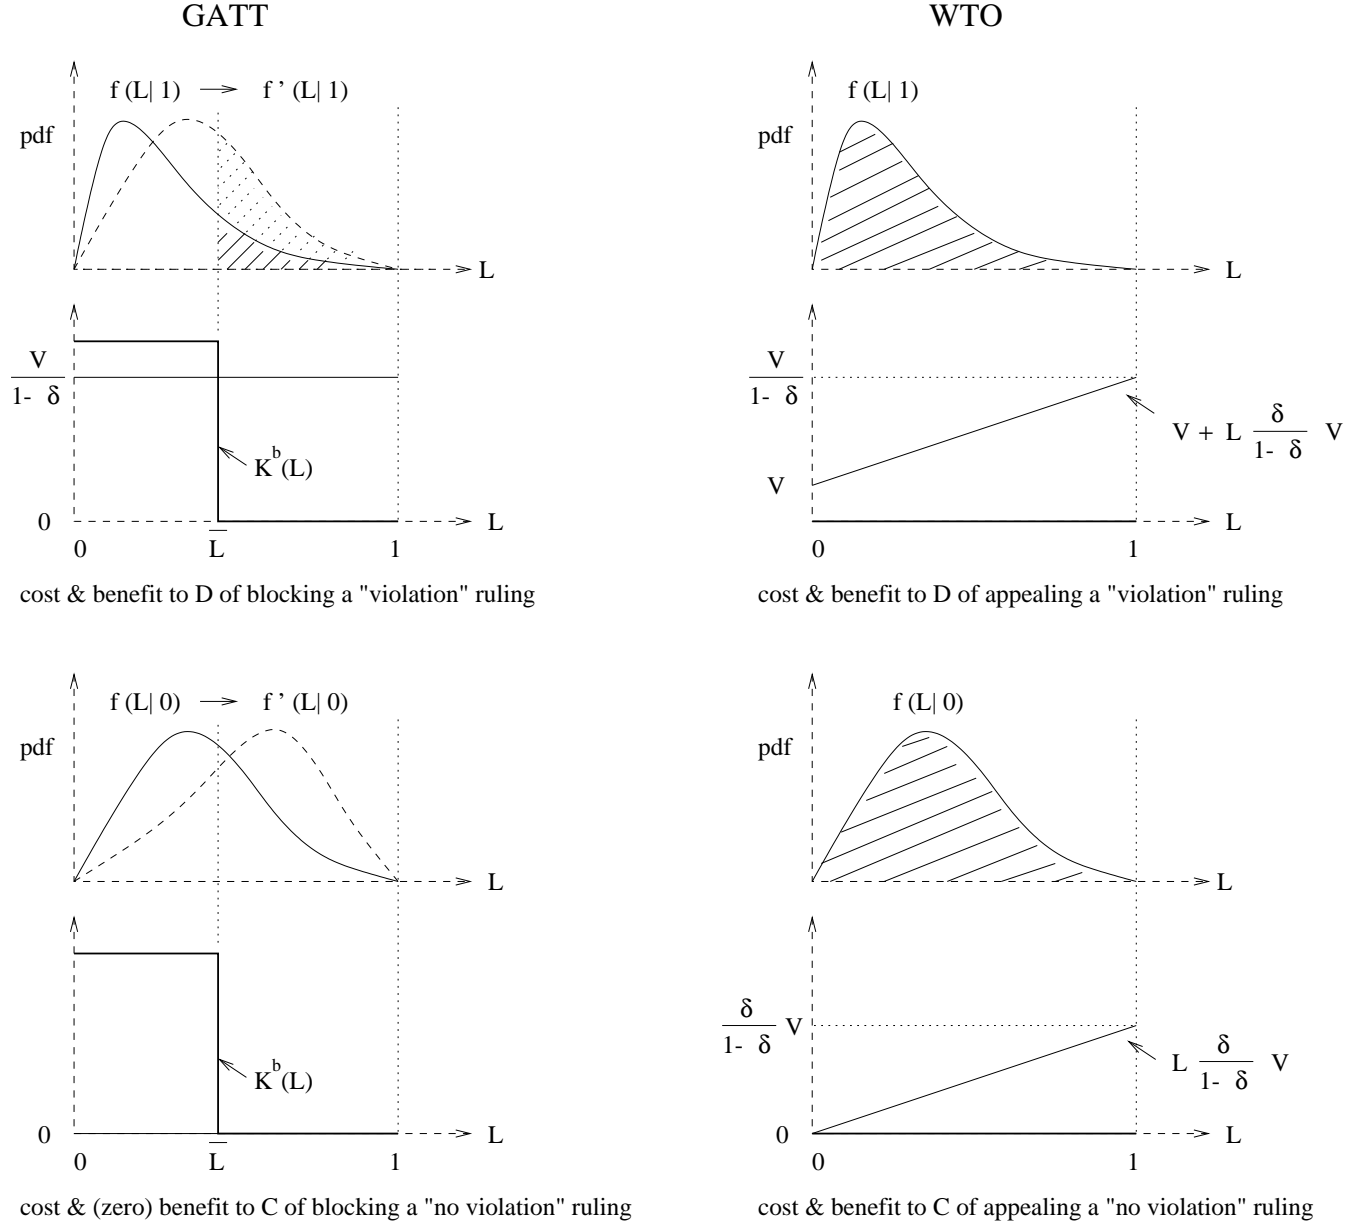 GATT
WTO
f (L| 1) → f ' (L| 1)
pdf
L
V
1- δ
K^b(L)
0
L
0
L̅
1
cost & benefit to D of blocking a "violation" ruling
f (L| 1)
pdf
L
V
1- δ
V + L δ/1- δ V
V
L
0
1
cost & benefit to D of appealing a "violation" ruling
f (L| 0) → f ' (L| 0)
pdf
L
K^b(L)
0
L
0
L̅
1
cost & (zero) benefit to C of blocking a "no violation" ruling
f (L| 0)
pdf
L
δ/1- δ V
L δ/1- δ V
0
L
0
1
cost & benefit to C of appealing a "no violation" ruling